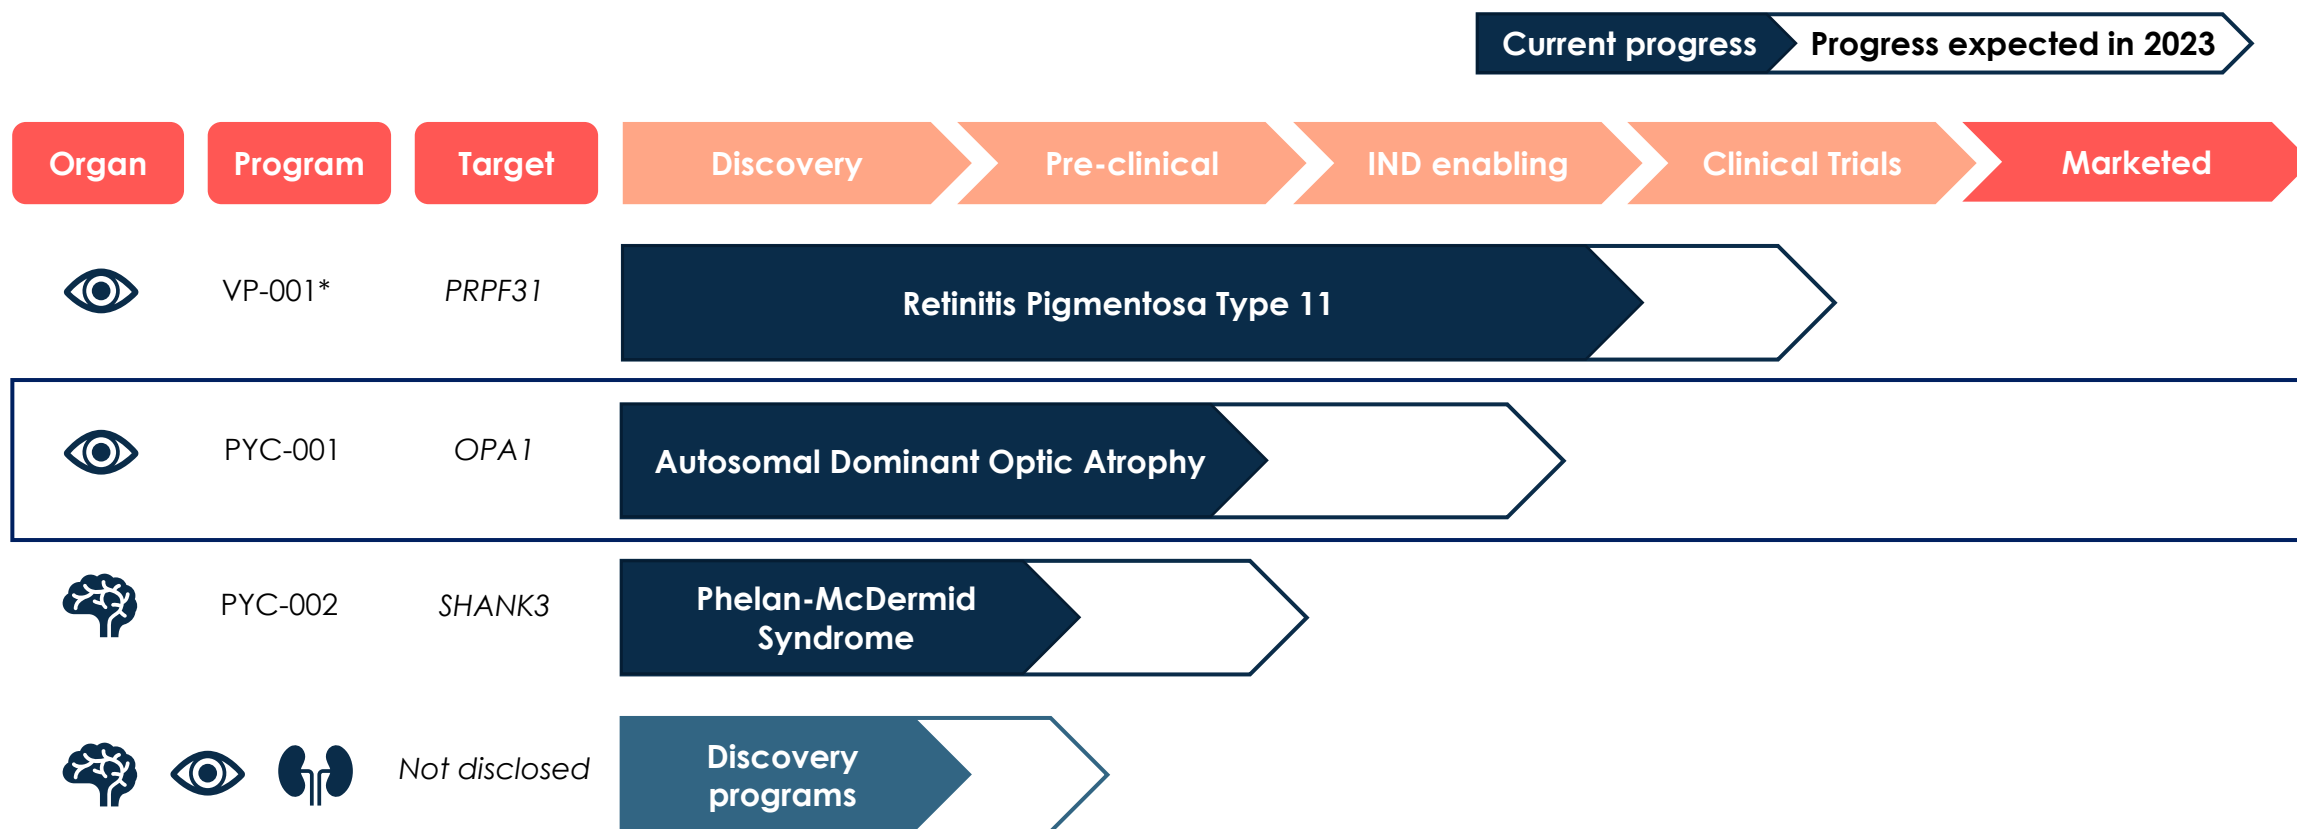 Current progress
Progress expected in 2023
Organ
Program
Target
Discovery
Pre-clinical
IND enabling
Clinical Trials
Marketed
VP-001*
PRPF31
Retinitis Pigmentosa Type 11
PYC-001
OPA1
Autosomal Dominant Optic Atrophy
PYC-002
SHANK3
Phelan-McDermid
Syndrome
Not disclosed
Discovery
programs